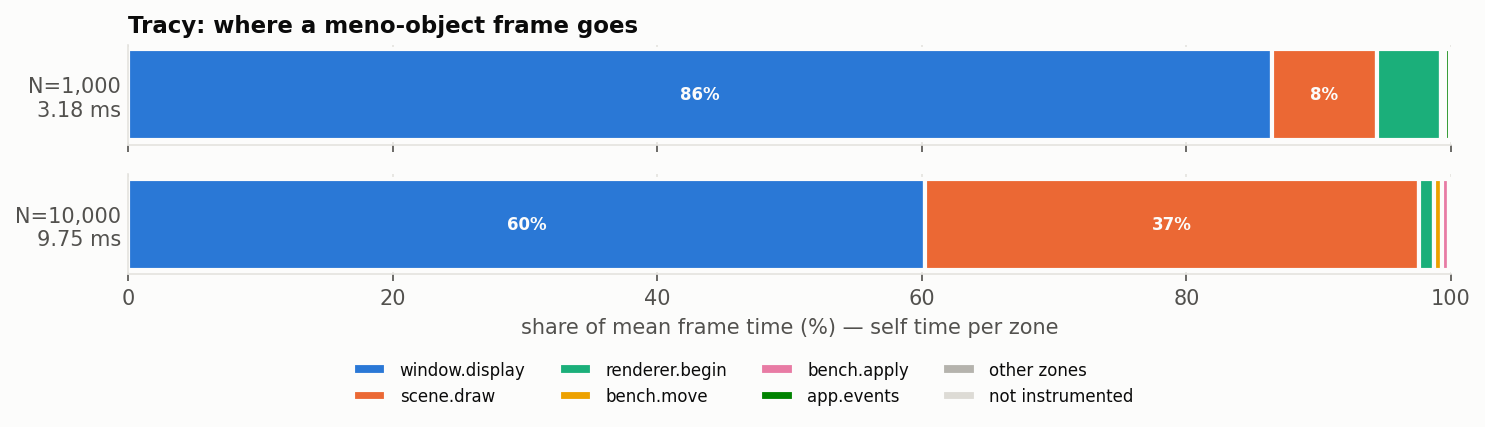 Tracy: where a meno-object frame goes
N=1,000
3.18 ms
86%
8%
N=10,000
9.75 ms
60%
37%
0 20 40 60 80 100
share of mean frame time (%) — self time per zone
window.display renderer.begin bench.apply other zones
scene.draw bench.move app.events not instrumented